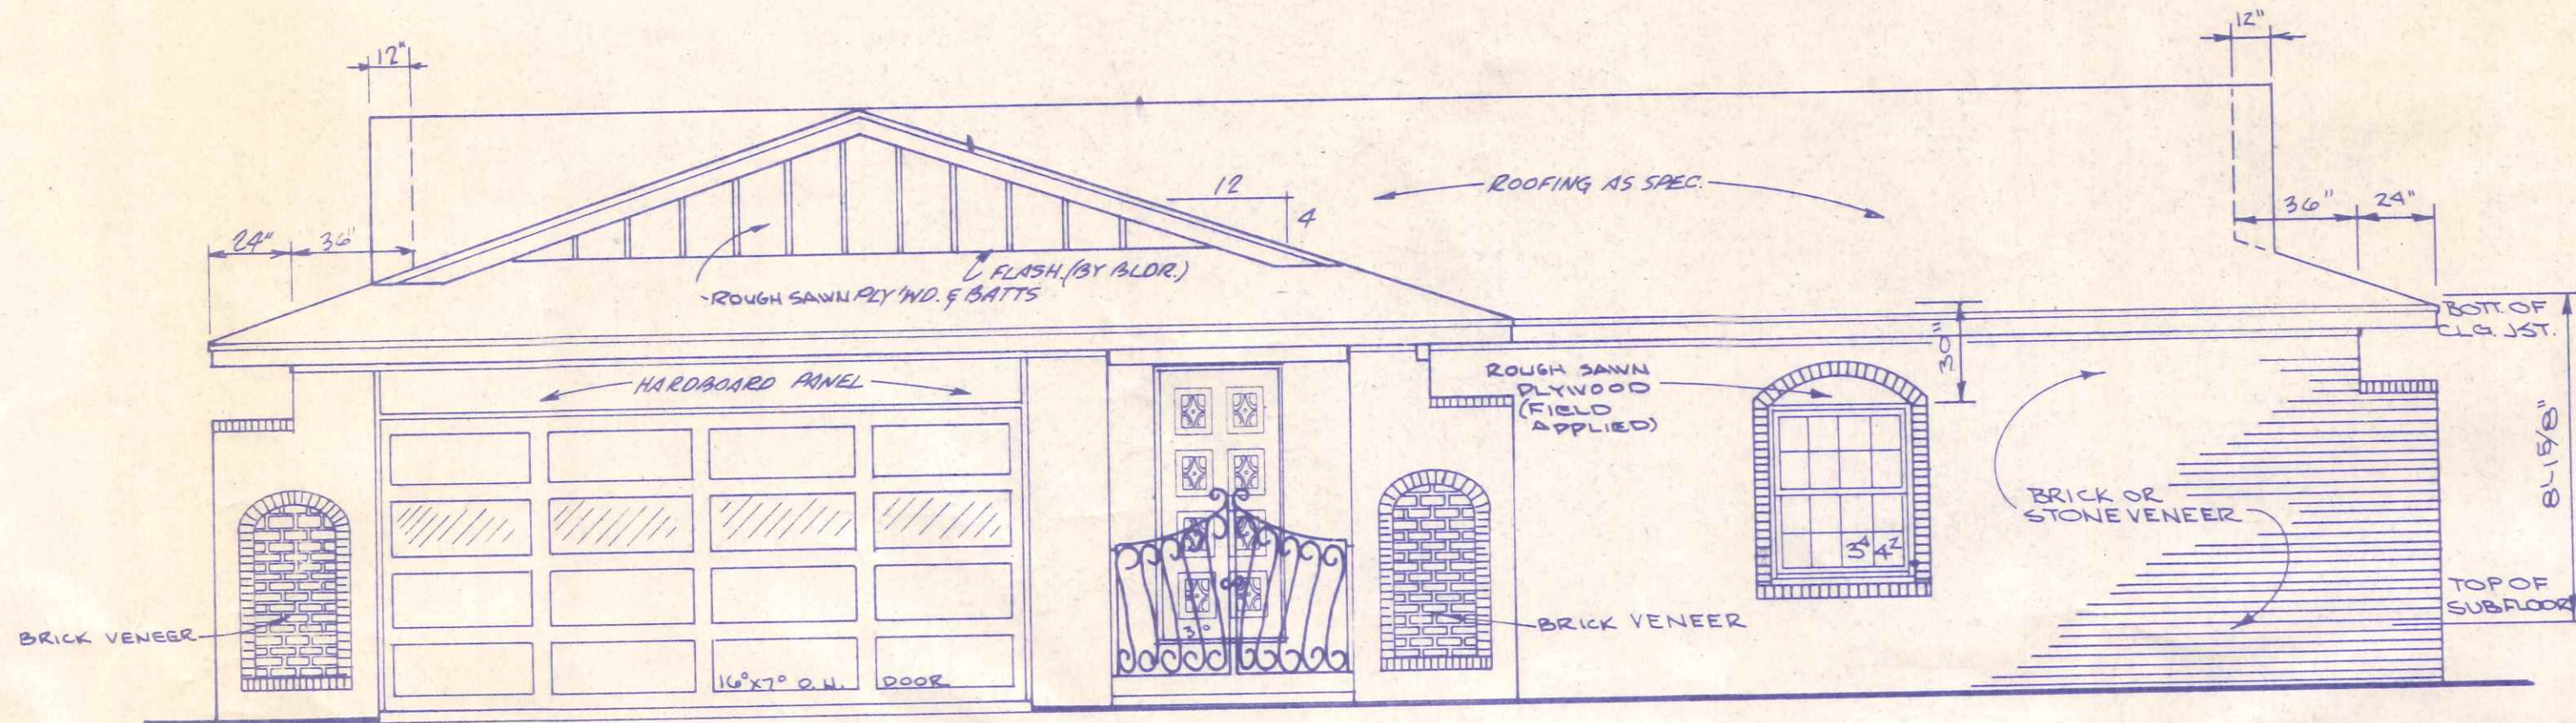 12"
12"
12
4
ROOFING AS SPEC.
36"
24"
24"
36"
FLASH. (BY BLDR.)
ROUGH SAWN PLY'WD. & BATTS
BOTT. OF
CLG. JST.
30"
HARDBOARD PANEL
ROUGH SAWN
PLYWOOD
(FIELD
APPLIED)
8'-1 5/8"
BRICK OR
STONE VENEER
3⁴ 4²
TOP OF
SUBFLOOR
BRICK VENEER
3⁰
BRICK VENEER
16⁰x7⁰ O.H. DOOR